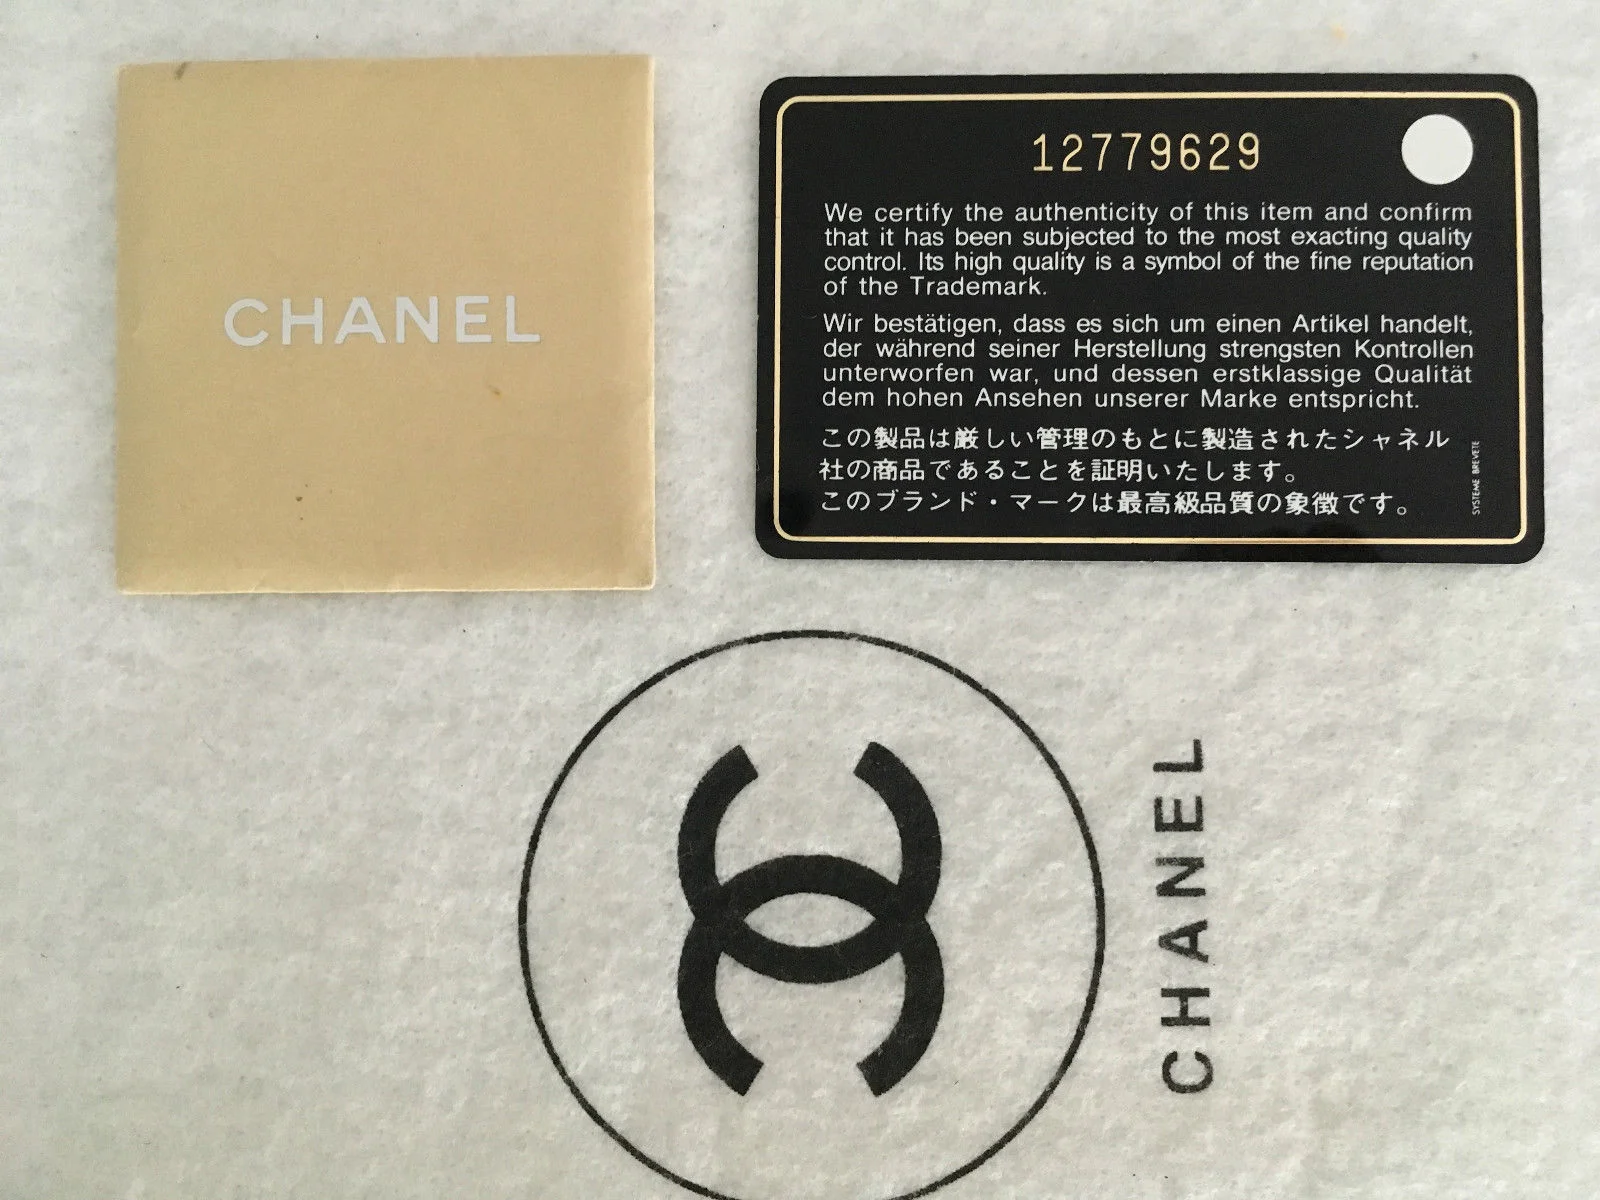 CHANEL
12779629
We certify the authenticity of this item and confirm
that it has been subjected to the most exacting quality
control. Its high quality is a symbol of the fine reputation
of the Trademark.
Wir bestätigen, dass es sich um einen Artikel handelt,
der während seiner Herstellung strengsten Kontrollen
unterworfen war, und dessen erstklassige Qualität
dem hohen Ansehen unserer Marke entspricht.
この製品は厳しい管理のもとに製造されたシャネル
社の商品であることを証明いたします。
このブランド・マークは最高級品質の象徴です。
SYSTEME BREVETE
CHANEL